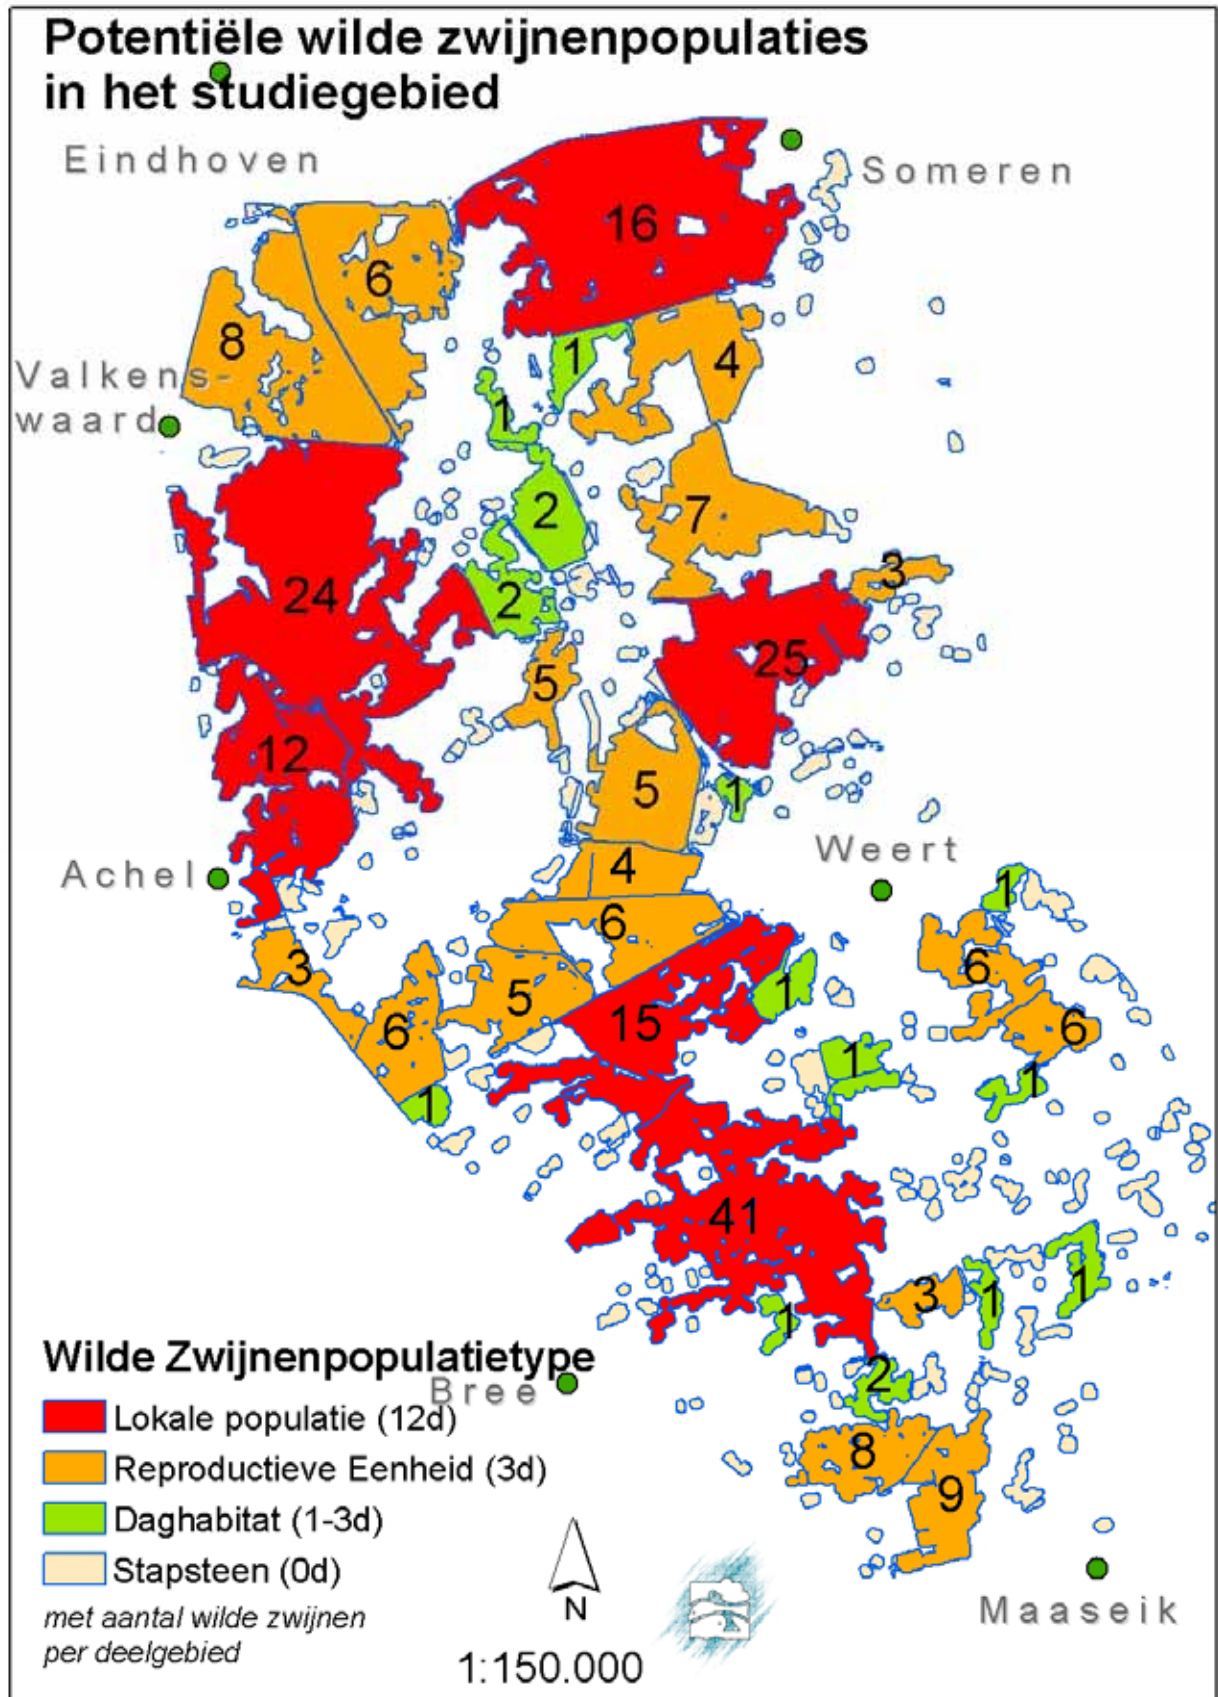 Potentiële wilde zwijnenpopulaties
in het studiegebied
Eindhoven
Someren
16
6
8
1
4
Valkens-
waard
1
2
7
3
24
2
25
5
12
5
1
Weert
4
Achel
1
6
6
3
5
1
15
6
6
1
1
1
41
3
1
1
1
2
8
9
Wilde Zwijnenpopulatietype
Bree
Lokale populatie (12d)
Reproductieve Eenheid (3d)
Daghabitat (1-3d)
Stapsteen (0d)
met aantal wilde zwijnen
per deelgebied
N
1:150.000
Maaseik